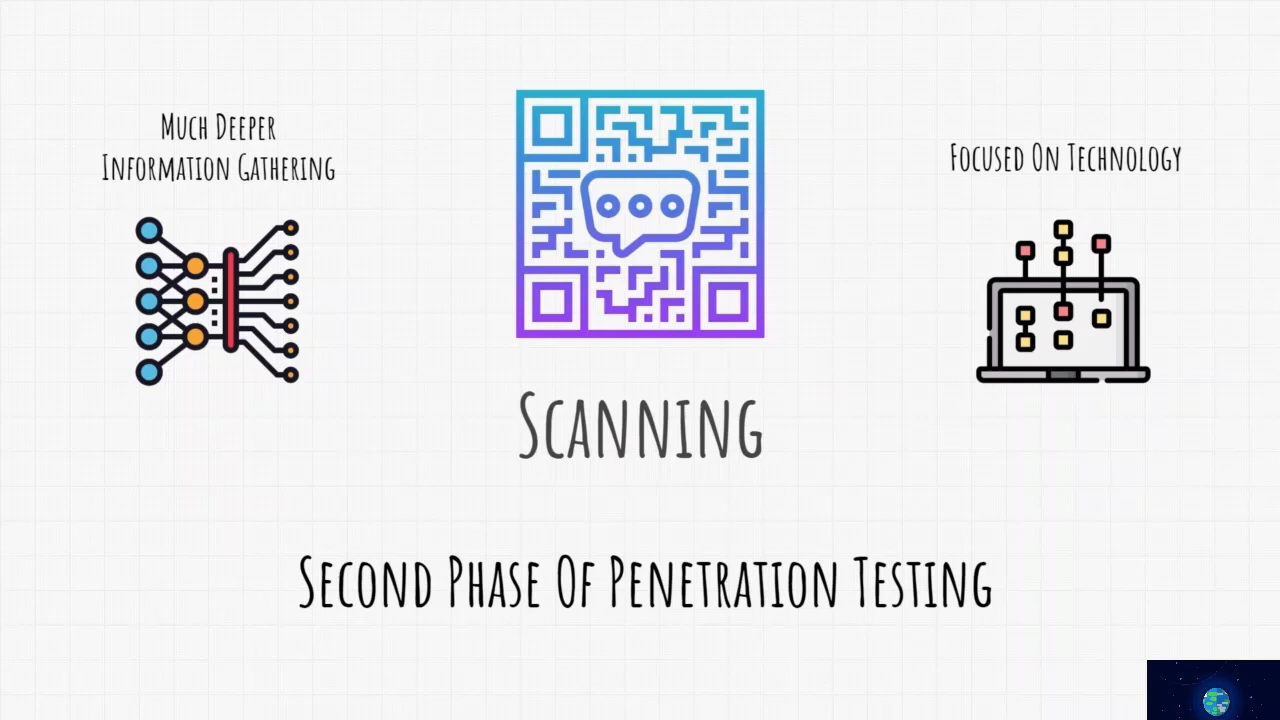 Much Deeper
Information Gathering
Focused On Technology
Scanning
Second Phase Of Penetration Testing